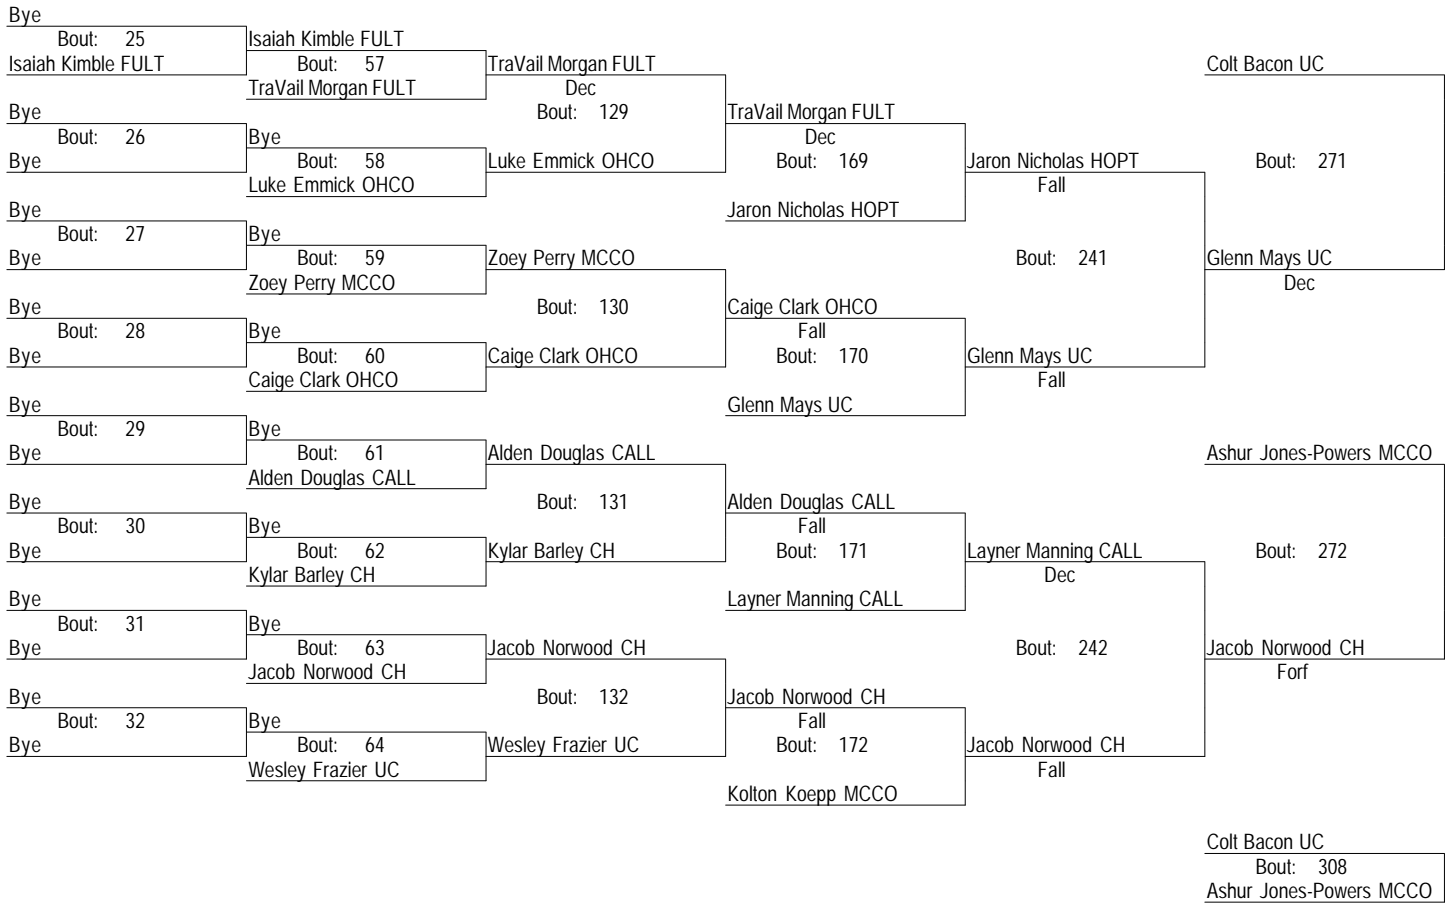 Bye
Bout: 25 Isaiah Kimble FULT
Isaiah Kimble FULT Bout: 57 TraVail Morgan FULT Colt Bacon UC
TraVail Morgan FULT Dec
Bye Bout: 129 TraVail Morgan FULT
Bout: 26 Bye Dec
Bye Bout: 58 Luke Emmick OHCO Bout: 169 Jaron Nicholas HOPT Bout: 271
Luke Emmick OHCO Fall
Bye Jaron Nicholas HOPT
Bout: 27 Bye
Bye Bout: 59 Zoey Perry MCCO Bout: 241 Glenn Mays UC
Zoey Perry MCCO Dec
Bye Bout: 130 Caige Clark OHCO
Bout: 28 Bye Fall
Bye Bout: 60 Caige Clark OHCO Bout: 170 Glenn Mays UC
Caige Clark OHCO Fall
Bye Glenn Mays UC
Bout: 29 Bye
Bye Bout: 61 Alden Douglas CALL Ashur Jones-Powers MCCO
Alden Douglas CALL
Bye Bout: 131 Alden Douglas CALL
Bout: 30 Bye Fall
Bye Bout: 62 Kylar Barley CH Bout: 171 Layner Manning CALL Bout: 272
Kylar Barley CH Dec
Bye Layner Manning CALL
Bout: 31 Bye
Bye Bout: 63 Jacob Norwood CH Bout: 242 Jacob Norwood CH
Jacob Norwood CH Forf
Bye Bout: 132 Jacob Norwood CH
Bout: 32 Bye Fall
Bye Bout: 64 Wesley Frazier UC Bout: 172 Jacob Norwood CH
Wesley Frazier UC Fall
Kolton Koepp MCCO
Colt Bacon UC
Bout: 308
Ashur Jones-Powers MCCO